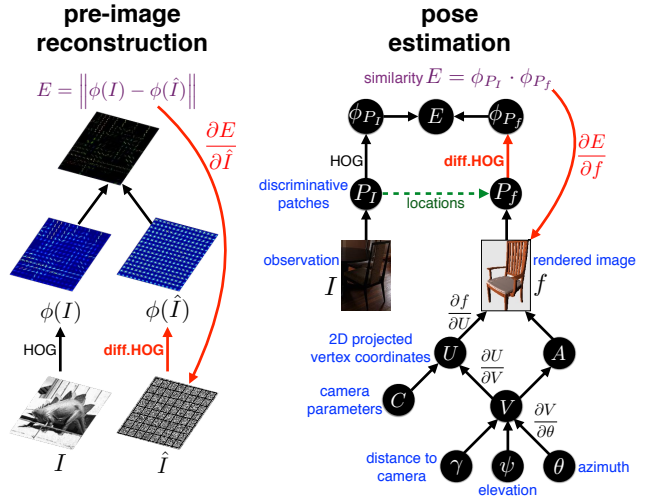 pre-image
reconstruction
E = ‖ϕ(I) − ϕ(Î)‖
∂E
∂Î
ϕ(I)
ϕ(Î)
HOG
diff.HOG
I
Î
pose
estimation
similarity E = ϕ_{P_I} · ϕ_{P_f}
ϕ_{P_I}
E
ϕ_{P_f}
∂E
∂f
HOG
diff.HOG
discriminative
patches
P_I
locations
P_f
observation
I
f
rendered image
∂f
∂U
2D projected
vertex coordinates
U
∂U
∂V
A
camera
parameters
C
V
∂V
∂θ
distance to
camera
γ
ψ
θ
azimuth
elevation